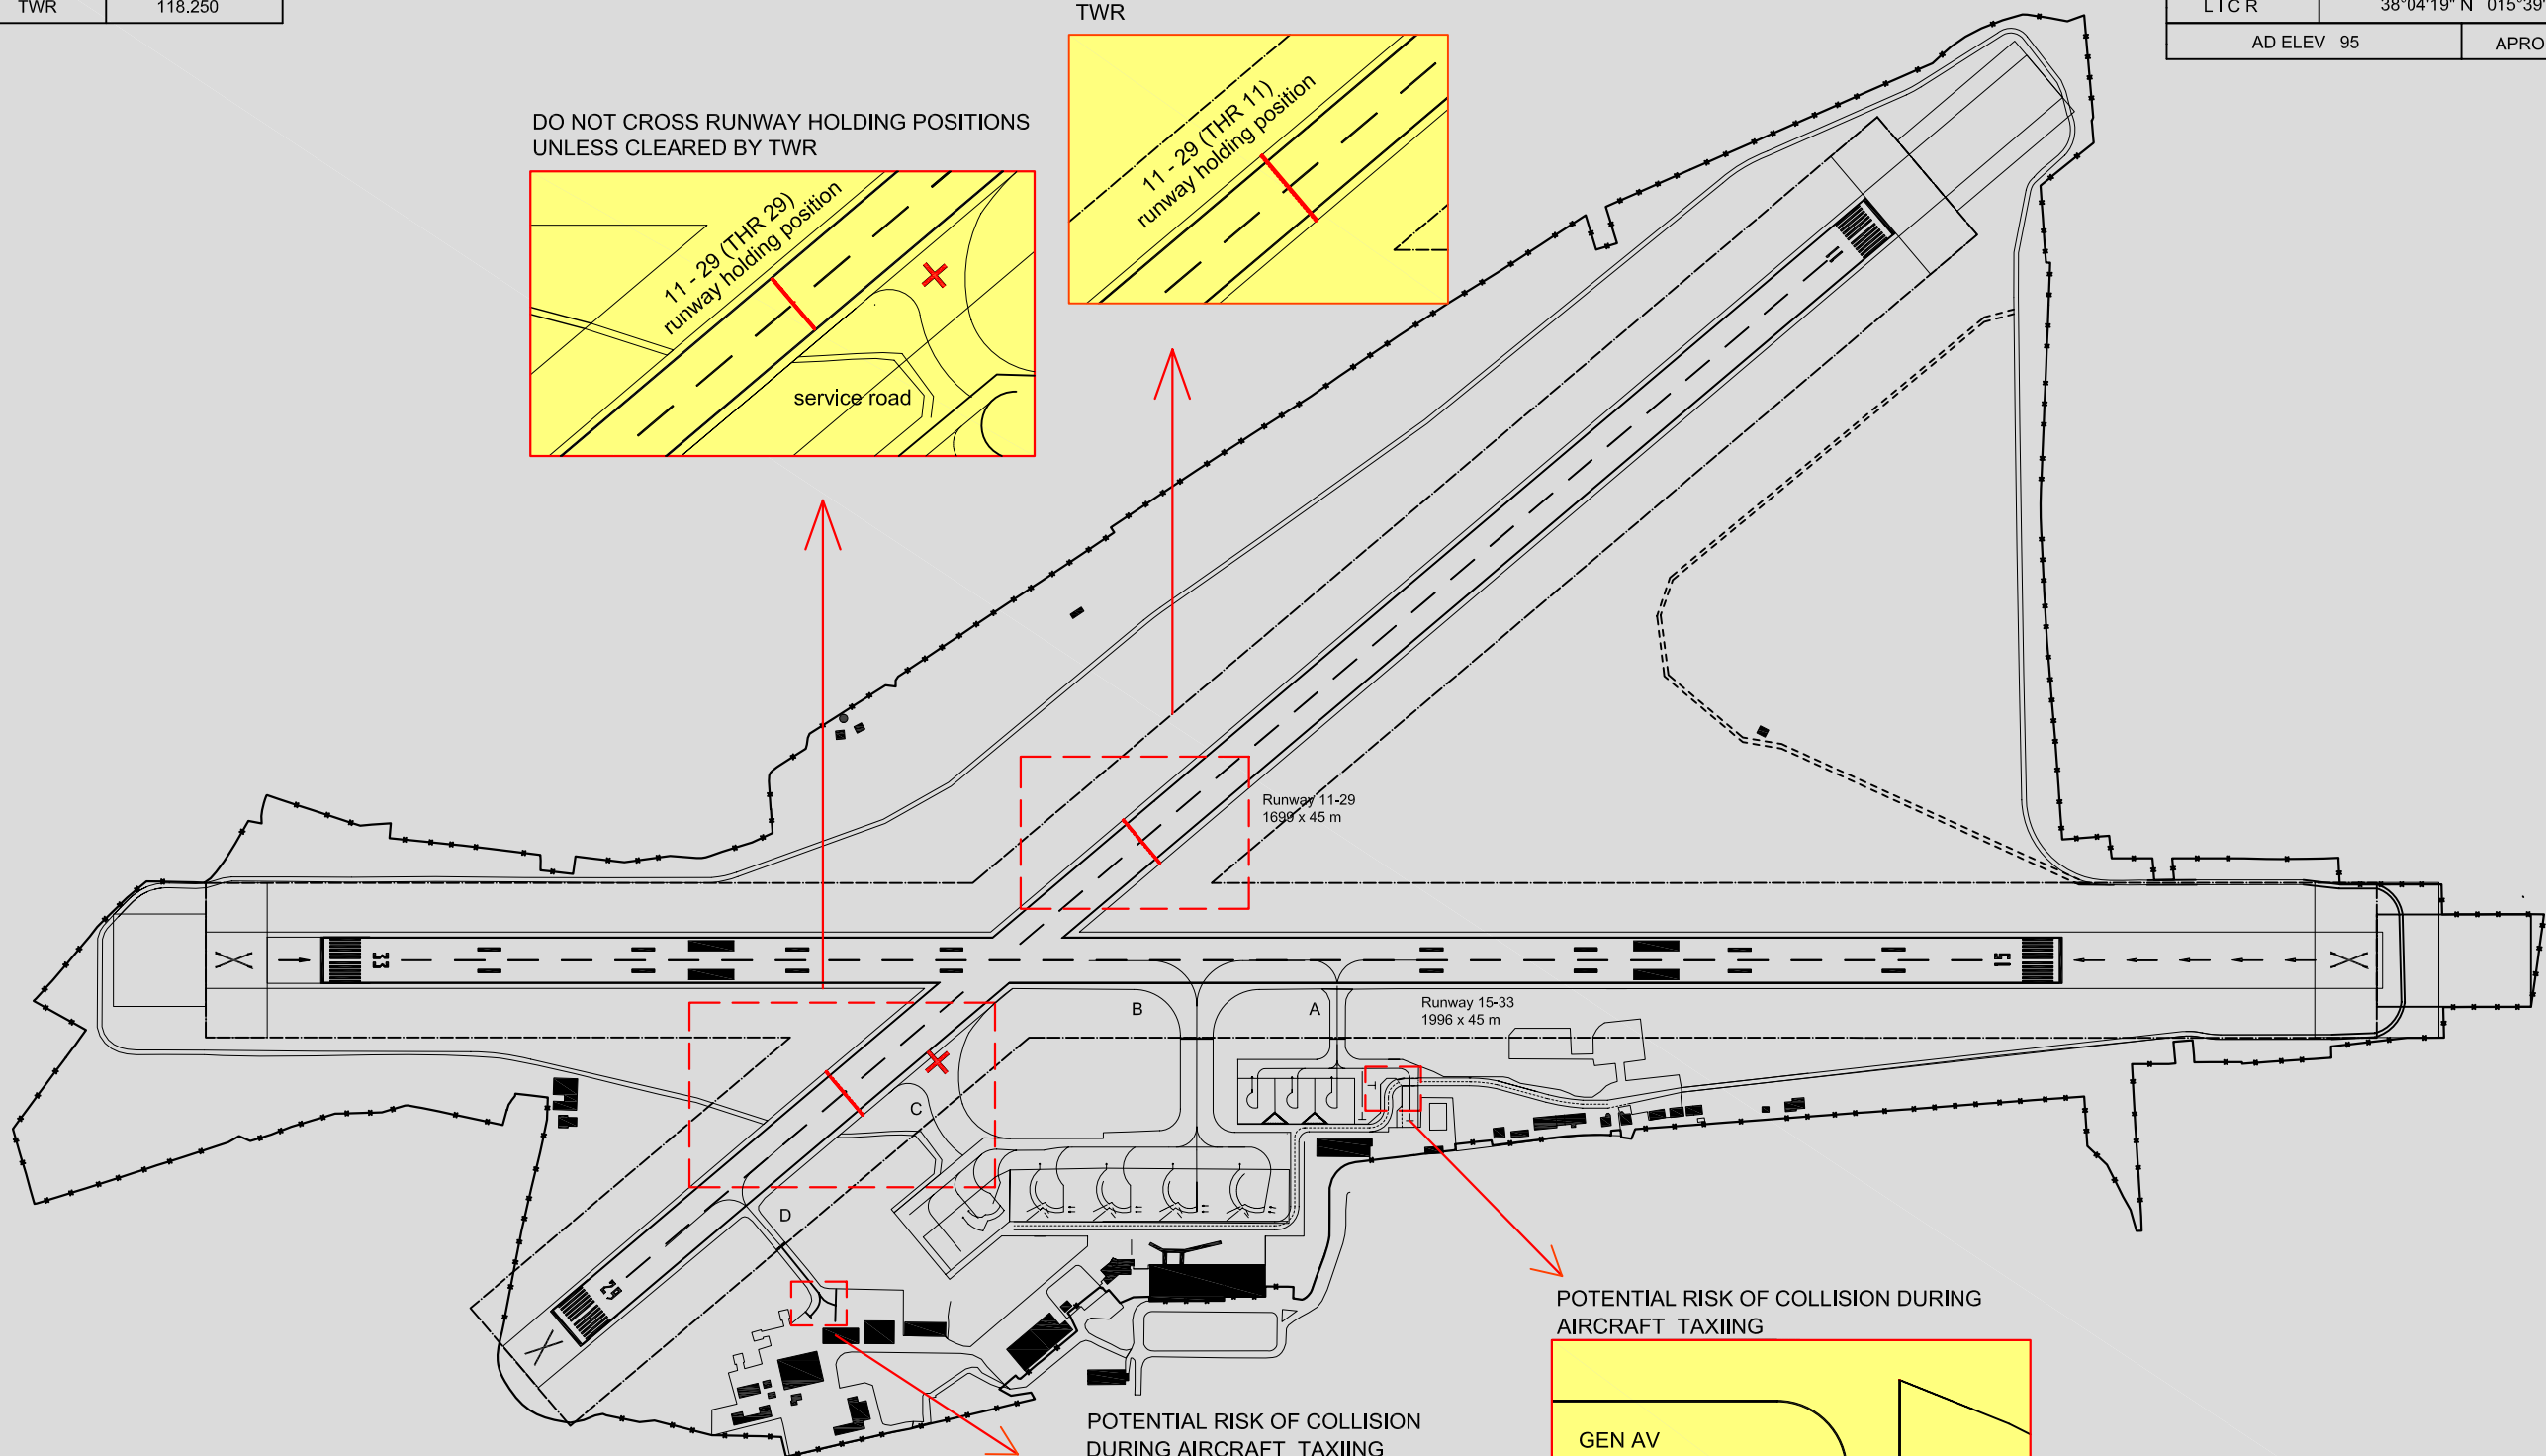 TWR 118.250
TWR
L I C R 38°04'19" N 015°39'
AD ELEV 95 APRO
DO NOT CROSS RUNWAY HOLDING POSITIONS
UNLESS CLEARED BY TWR
11 - 29 (THR 29)
runway holding position
service road
11 - 29 (THR 11)
runway holding position
11
Runway 11-29
1699 x 45 m
33
15
B
A
Runway 15-33
1996 x 45 m
C
D
29
POTENTIAL RISK OF COLLISION DURING
AIRCRAFT TAXIING
GEN AV
POTENTIAL RISK OF COLLISION
DURING AIRCRAFT TAXIING